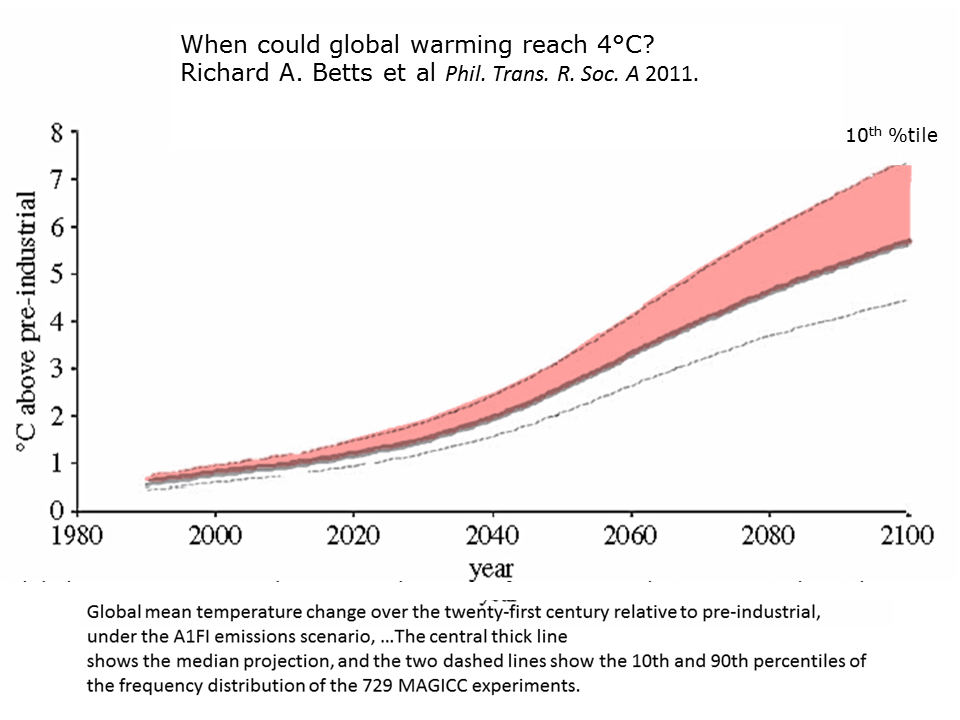 When could global warming reach 4°C?
Richard A. Betts et al Phil. Trans. R. Soc. A 2011.
10th %tile
8
7
6
5
4
3
2
1
0
°C above pre-industrial
1980 2000 2020 2040 2060 2080 2100
year
Global mean temperature change over the twenty-first century relative to pre-industrial,
under the A1FI emissions scenario, ...The central thick line
shows the median projection, and the two dashed lines show the 10th and 90th percentiles of
the frequency distribution of the 729 MAGICC experiments.